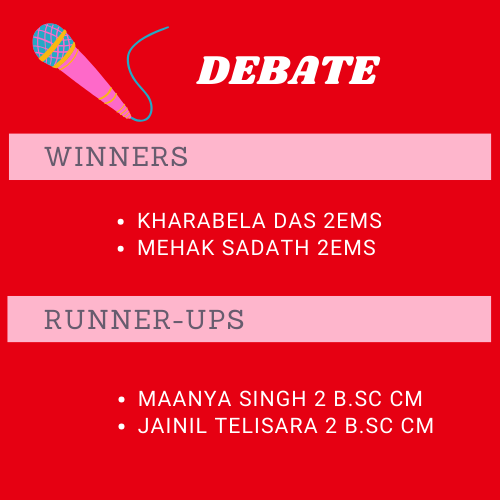 DEBATE
WINNERS
• KHARABELA DAS 2EMS
• MEHAK SADATH 2EMS
RUNNER-UPS
• MAANYA SINGH 2 B.SC CM
• JAINIL TELISARA 2 B.SC CM